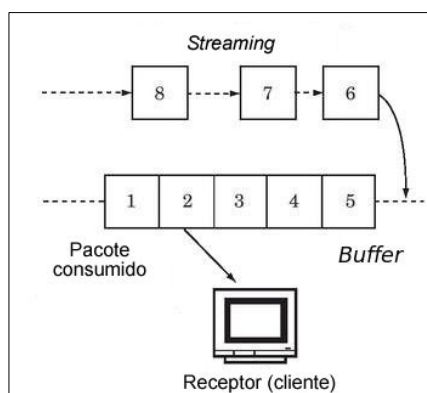 Streaming
8 7 6
1 2 3 4 5
Pacote
consumido
Buffer
Receptor (cliente)